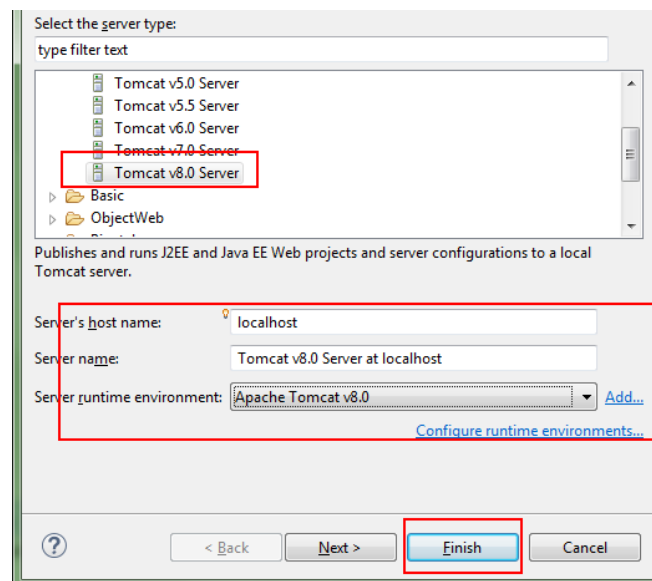 Select the server type:
type filter text
Tomcat v5.0 Server
Tomcat v5.5 Server
Tomcat v6.0 Server
Tomcat v7.0 Server
Tomcat v8.0 Server
Basic
ObjectWeb
Publishes and runs J2EE and Java EE Web projects and server configurations to a local
Tomcat server.
Server's host name: localhost
Server name: Tomcat v8.0 Server at localhost
Server runtime environment: Apache Tomcat v8.0 Add...
Configure runtime environments...
? < Back Next > Finish Cancel